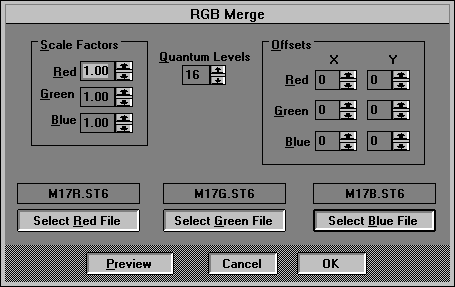 RGB Merge
Scale Factors
Red 1.00
Green 1.00
Blue 1.00
Quantum Levels
16
Offsets
X Y
Red 0 0
Green 0 0
Blue 0 0
M17R.ST6 M17G.ST6 M17B.ST6
Select Red File Select Green File Select Blue File
Preview Cancel OK